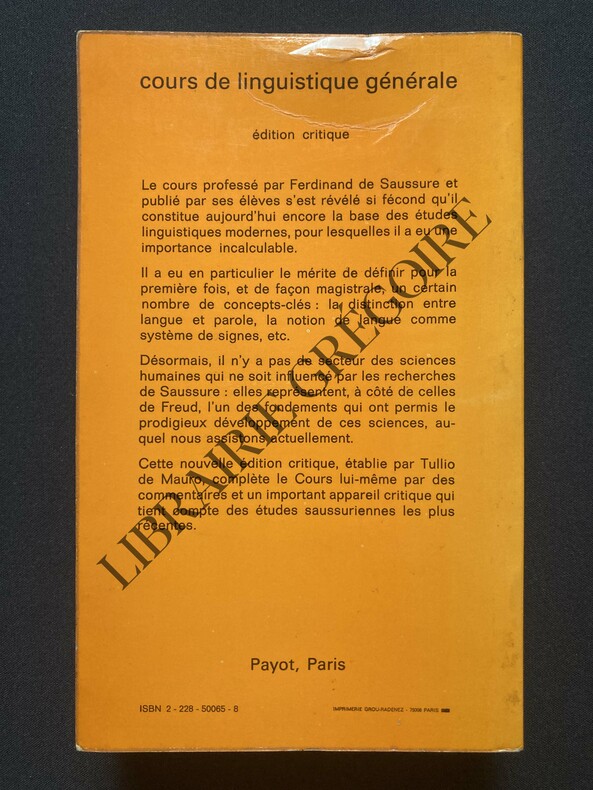 cours de linguistique générale
édition critique
Le cours professé par Ferdinand de Saussure et
publié par ses élèves s'est révélé si fécond qu'il
constitue aujourd'hui encore la base des études
linguistiques modernes, pour lesquelles il a eu une
importance incalculable.
Il a eu en particulier le mérite de définir pour la
première fois, et de façon magistrale, un certain
nombre de concepts-clés : la distinction entre
langue et parole, la notion de langue comme
système de signes, etc.
Désormais, il n'y a pas de secteur des sciences
humaines qui ne soit influencé par les recherches
de Saussure : elles représentent, à côté de celles
de Freud, l'un des fondements qui ont permis le
prodigieux développement de ces sciences, au-
quel nous assistons actuellement.
Cette nouvelle édition critique, établie par Tullio
de Mauro, complète le Cours lui-même par des
commentaires et un important appareil critique qui
tient compte des études saussuriennes les plus
récentes.
LIBRAIRIE GRÉGOIRE
Payot, Paris
ISBN 2 - 228 - 50065 - 8
IMPRIMERIE GROU-RADENEZ - PARIS